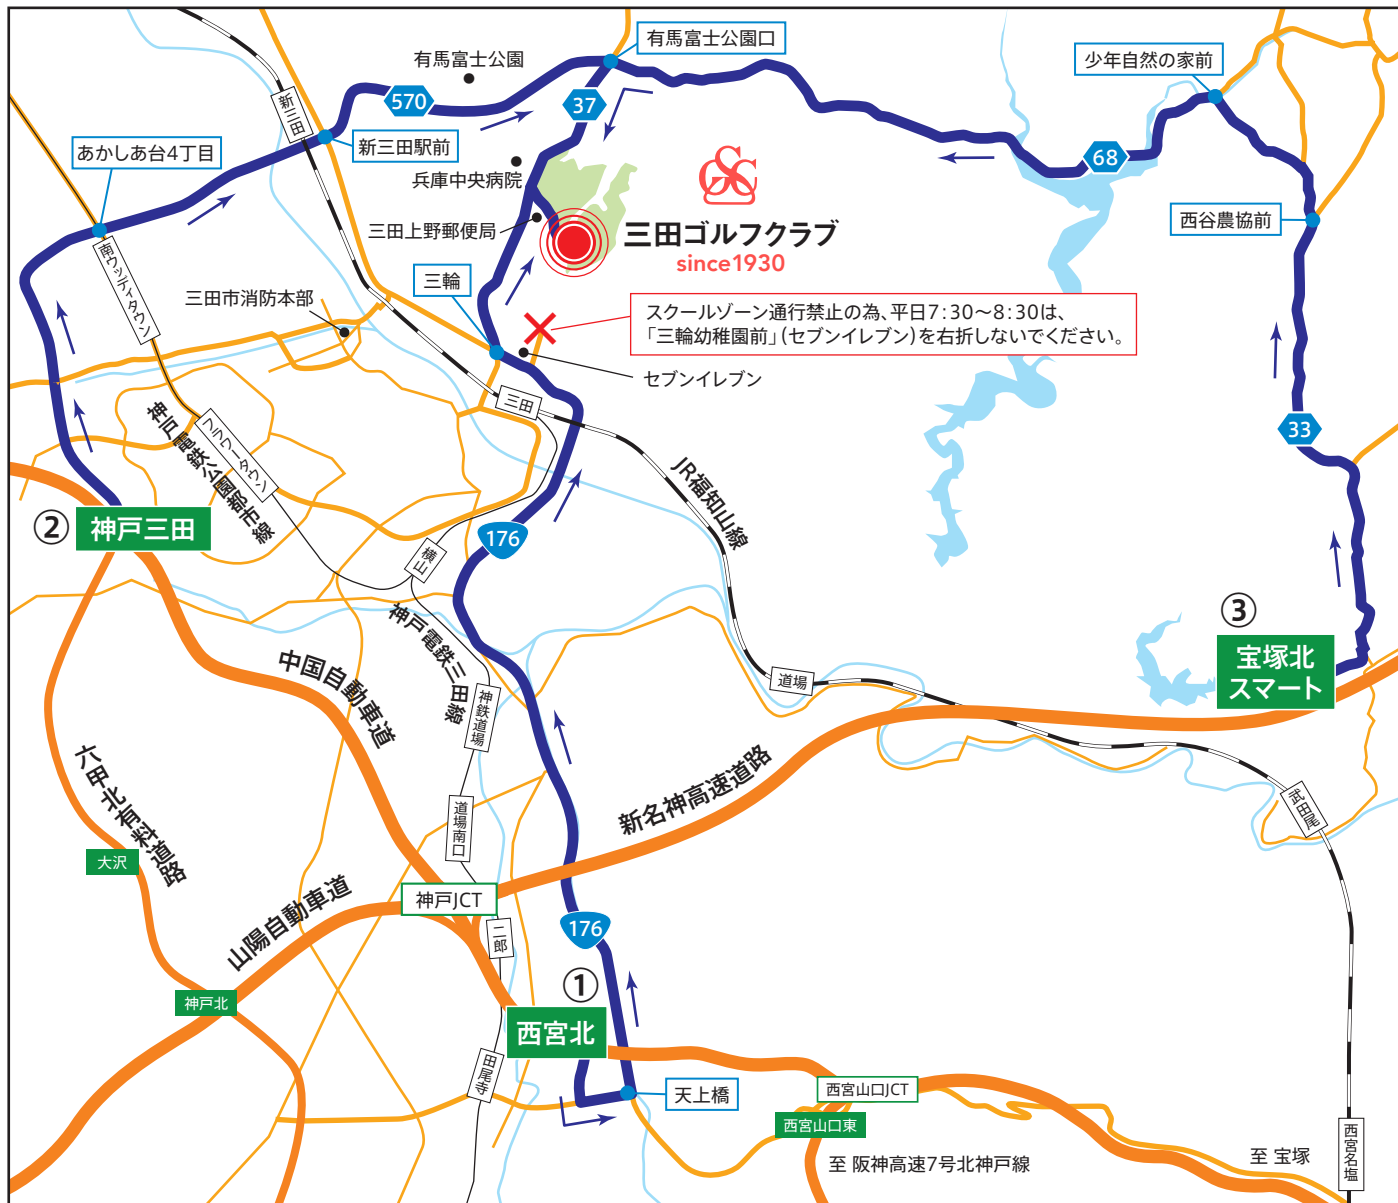 有馬富士公園口
有馬富士公園
少年自然の家前
新三田
570
37
あかしあ台4丁目
新三田駅前
兵庫中央病院
68
GSC
三田上野郵便局
三田ゴルフクラブ
since1930
西谷農協前
南ウッディタウン
三輪
三田市消防本部
スクールゾーン通行禁止の為、平日7:30〜8:30は、
「三輪幼稚園前」(セブンイレブン)を右折しないでください。
セブンイレブン
三田
神戸電鉄公園都市線
フラワータウン
33
JR福知山線
② 神戸三田
176
横山
神戸電鉄三田線
③
宝塚北
スマート
中国自動車道
道場
神鉄道場
六甲北有料道路
新名神高速道路
道場南口
武田尾
大沢
山陽自動車道
神戸JCT
二郎
176
①
西宮北
神戸北
田尾寺
天上橋
西宮山口JCT
西宮山口東
至 阪神高速7号北神戸線
至 宝塚
西宮名塩